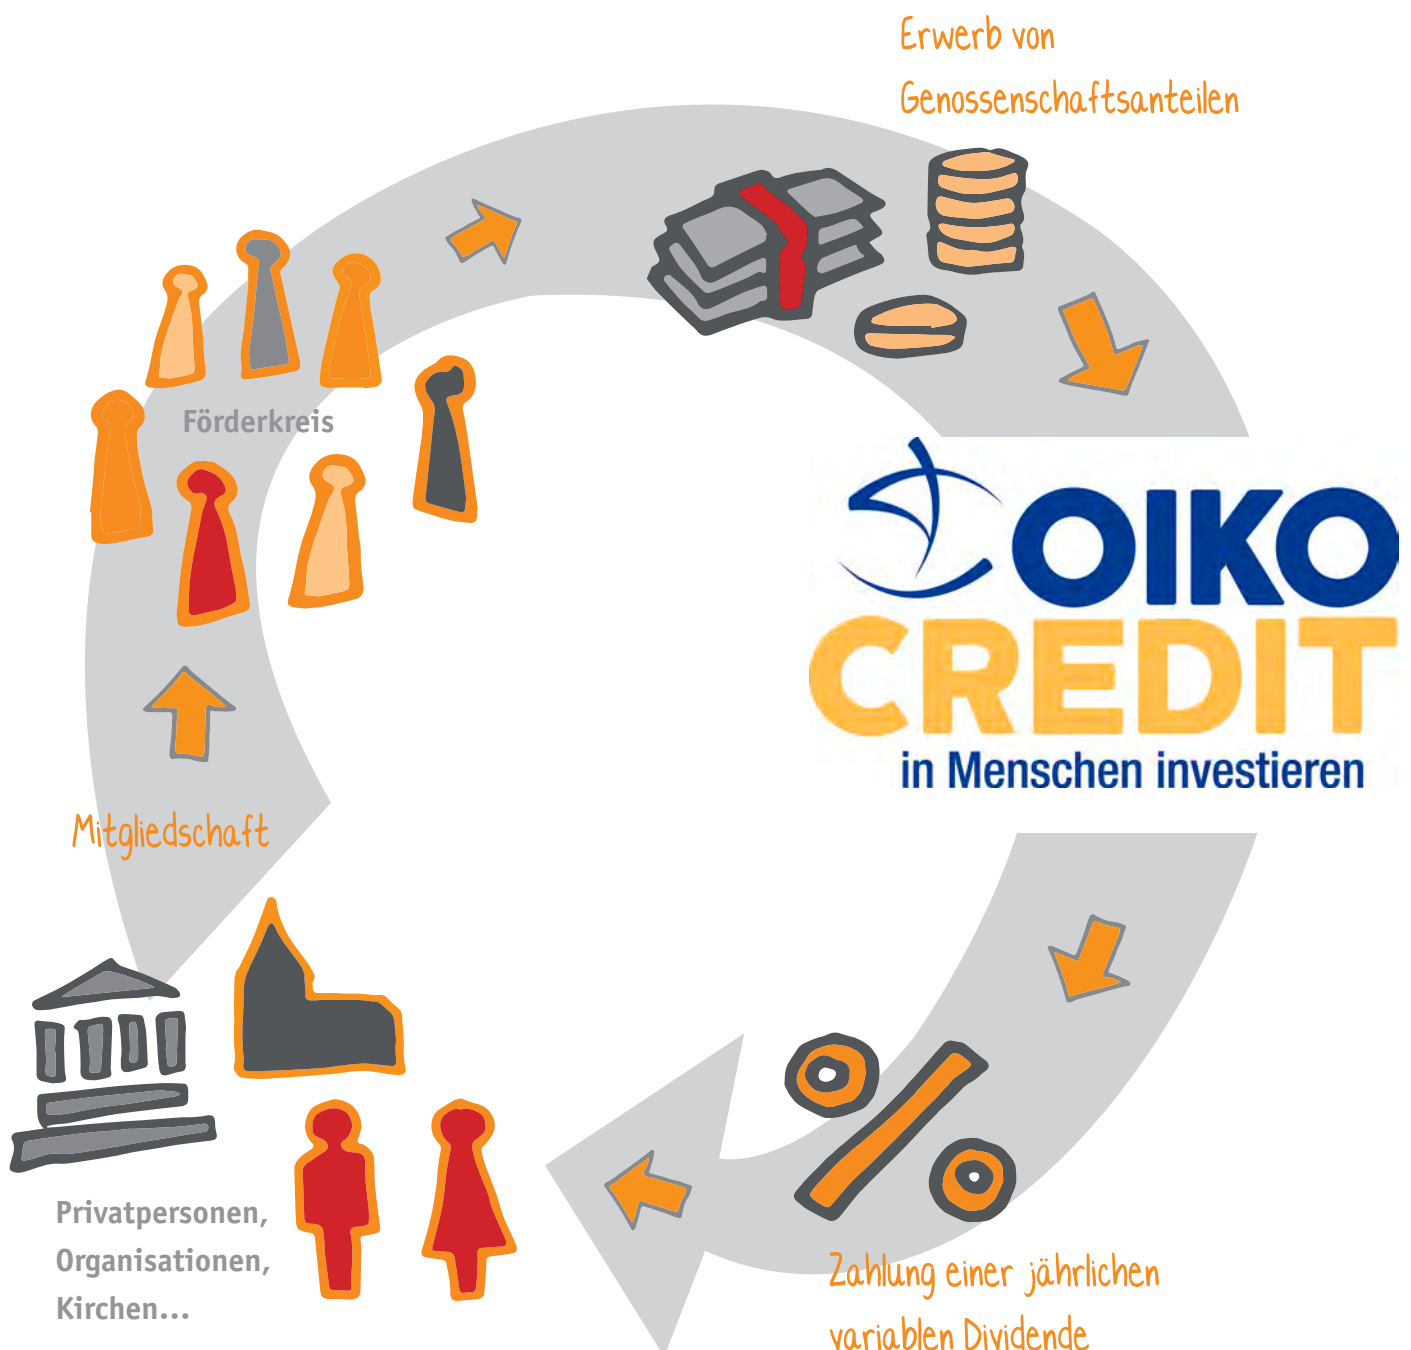 Erwerb von
Genossenschaftsanteilen
Förderkreis
OIKO
CREDIT
in Menschen investieren
Mitgliedschaft
Privatpersonen,
Organisationen,
Kirchen...
Zahlung einer jährlichen
variablen Dividende